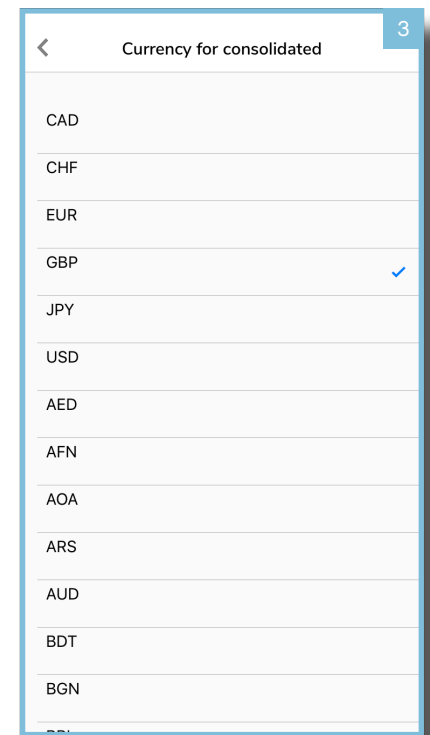 3
Currency for consolidated
CAD
CHF
EUR
GBP
JPY
USD
AED
AFN
AOA
ARS
AUD
BDT
BGN